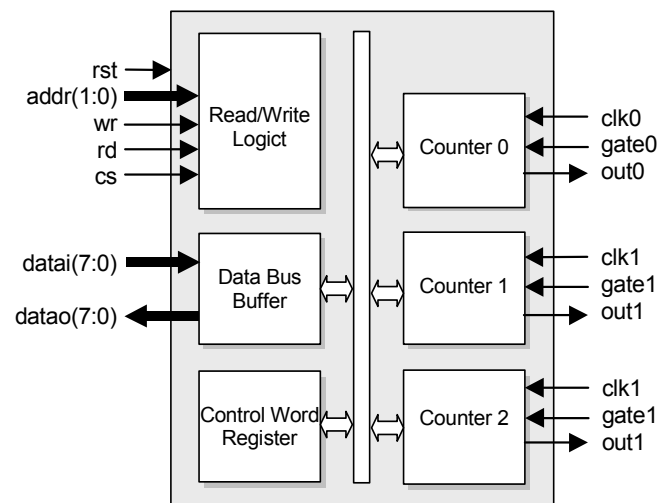 rst
addr(1:0)
wr
rd
cs
Read/Write
Logict
datai(7:0)
datao(7:0)
Data Bus
Buffer
Control Word
Register
Counter 0
clk0
gate0
out0
Counter 1
clk1
gate1
out1
Counter 2
clk1
gate1
out1